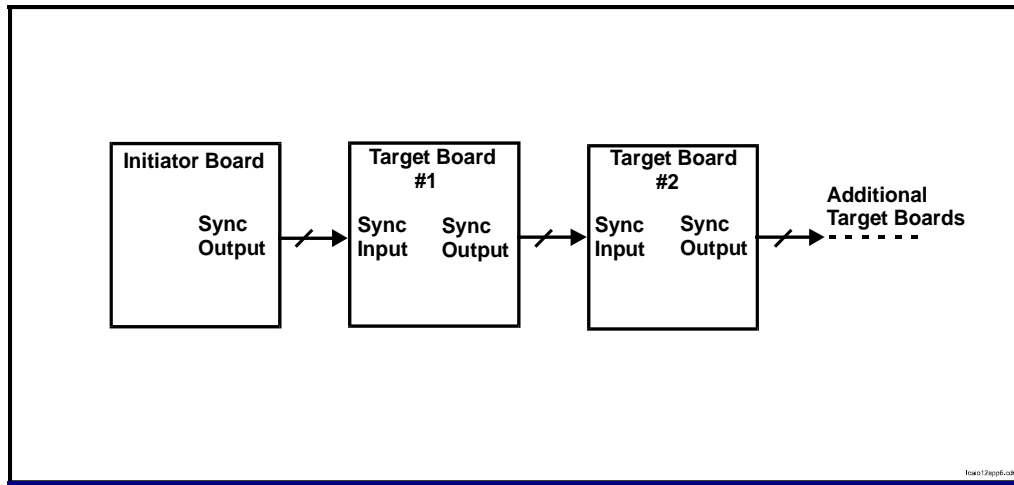 Initiator Board
Sync
Output
Target Board
#1
Sync
Input
Sync
Output
Target Board
#2
Sync
Input
Sync
Output
Additional
Target Boards